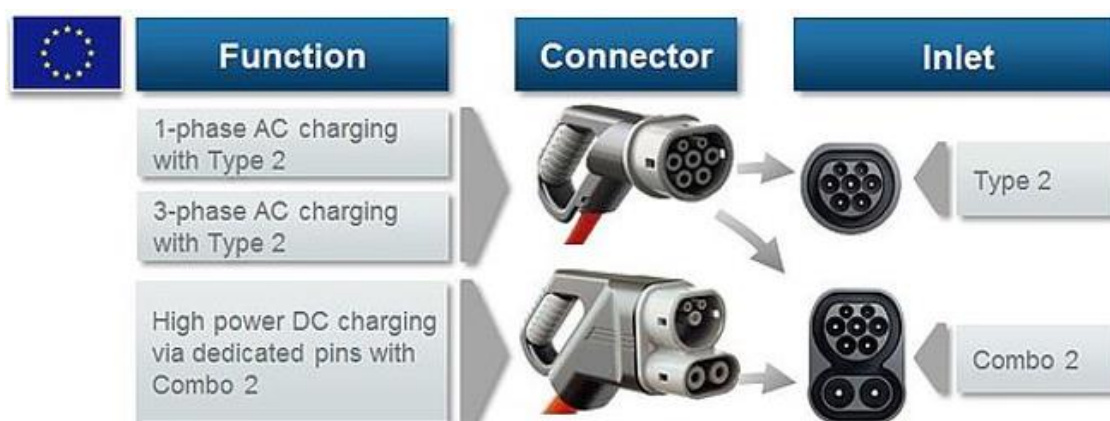 Function
Connector
Inlet
1-phase AC charging
with Type 2
3-phase AC charging
with Type 2
Type 2
High power DC charging
via dedicated pins with
Combo 2
Combo 2